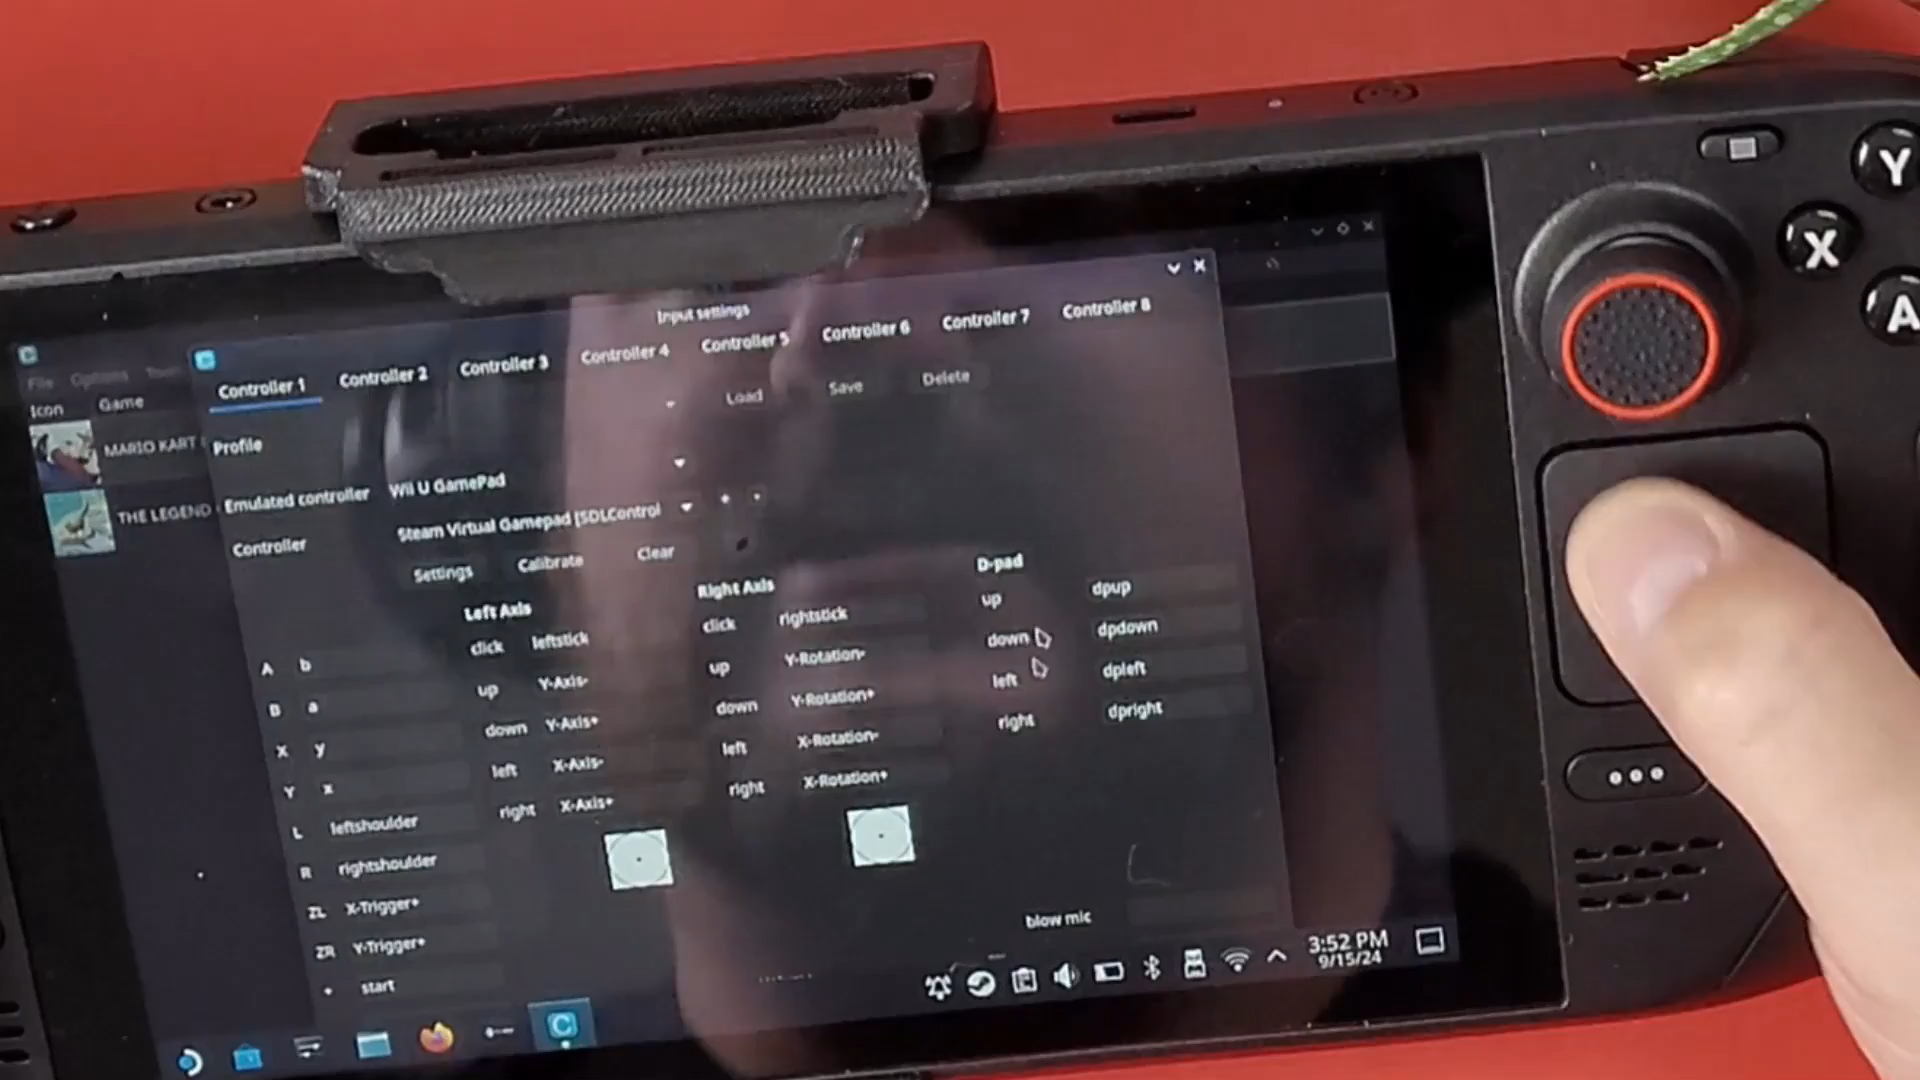 Input settings
Controller 1 Controller 2 Controller 3 Controller 4 Controller 5 Controller 6 Controller 7 Controller 8
File Options
Icon Game
MARIO KART
THE LEGEND
Profile Load Save Delete
Emulated controller Wii U GamePad
Controller Steam Virtual Gamepad [SDLControl
Settings Calibrate Clear
Left Axis Right Axis D-pad
A b click leftstick click rightstick up dpup
B a up Y-Axis- up Y-Rotation- down dpdown
X y down Y-Axis+ down Y-Rotation+ left dpleft
Y x left X-Axis- left X-Rotation- right dpright
L leftshoulder right X-Axis+ right X-Rotation+
R rightshoulder
ZL X-Trigger+
ZR Y-Trigger+
+ start
blow mic
3:52 PM
9/15/24
Y
X
A